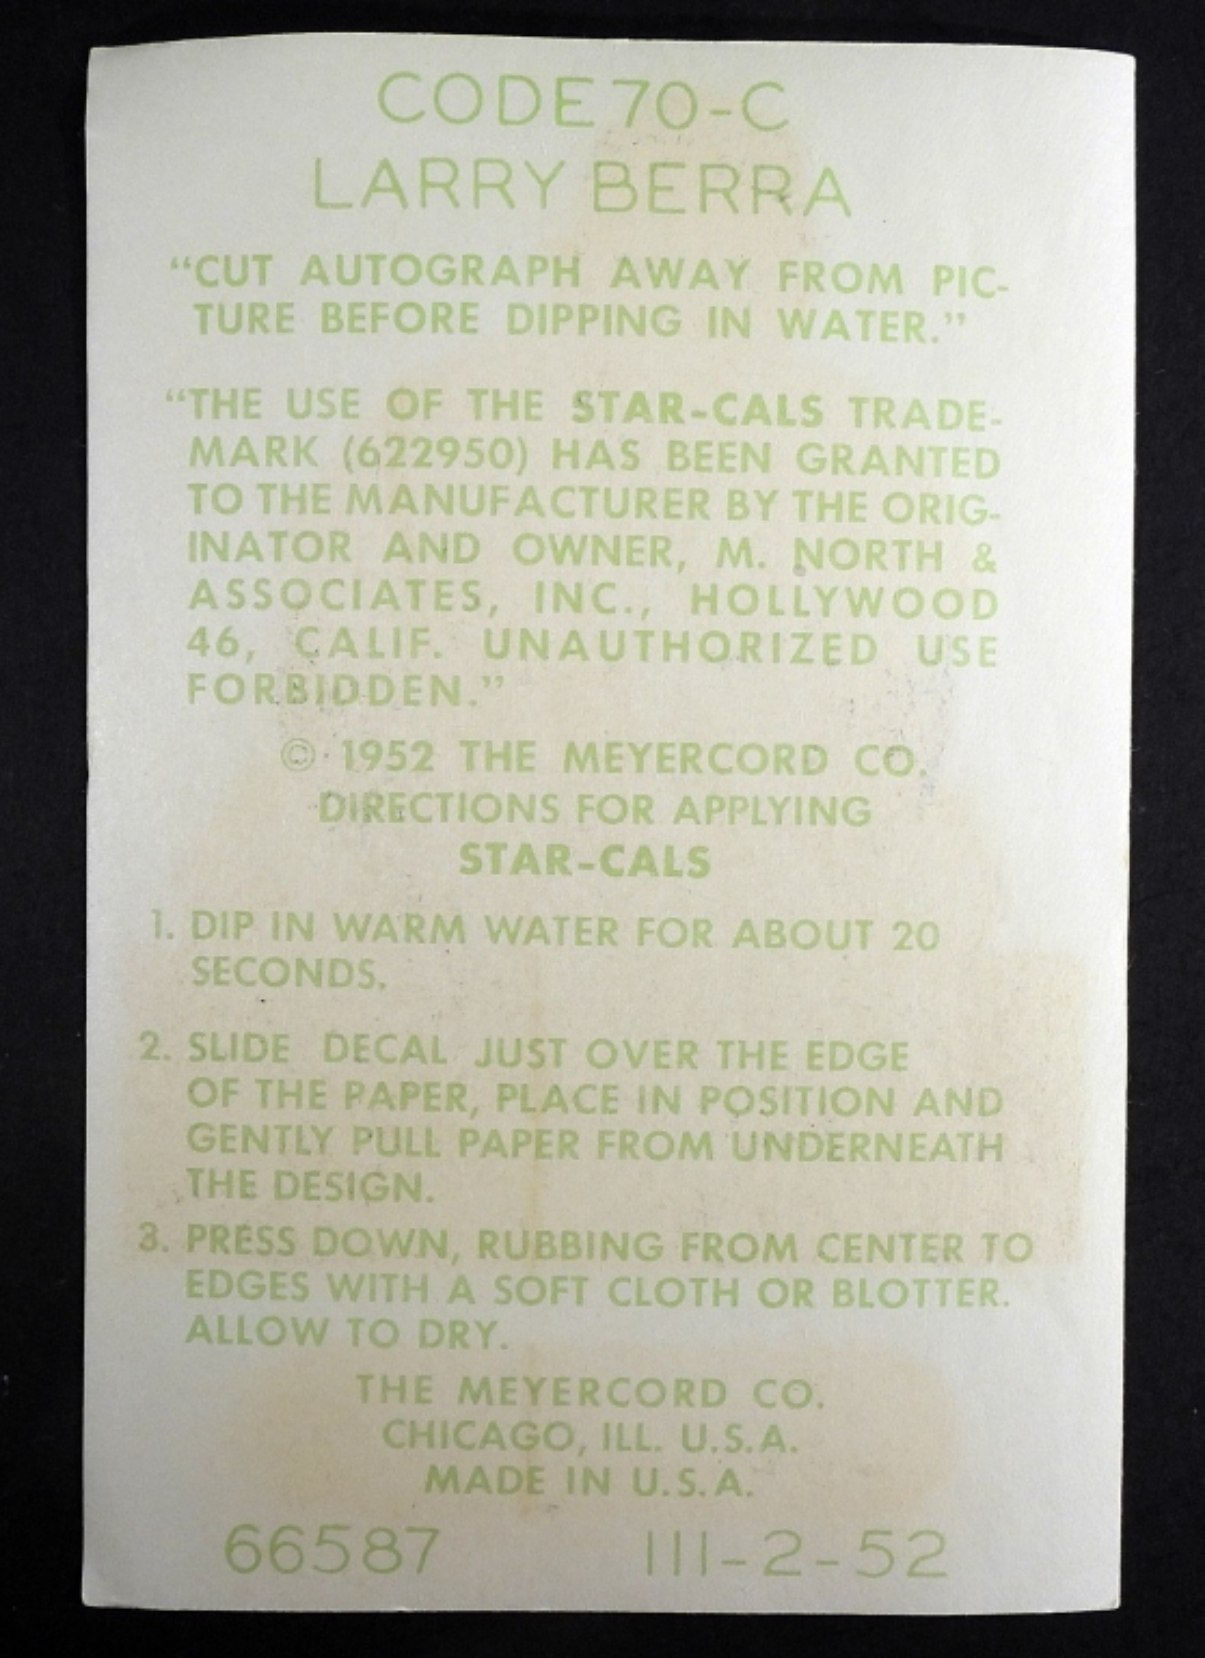 CODE 70-C
LARRY BERRA
“CUT AUTOGRAPH AWAY FROM PIC-
TURE BEFORE DIPPING IN WATER.”
“THE USE OF THE STAR-CALS TRADE-
MARK (622950) HAS BEEN GRANTED
TO THE MANUFACTURER BY THE ORIG-
INATOR AND OWNER, M. NORTH &
ASSOCIATES, INC., HOLLYWOOD
46, CALIF. UNAUTHORIZED USE
FORBIDDEN.”
© 1952 THE MEYERCORD CO.
DIRECTIONS FOR APPLYING
STAR-CALS
1. DIP IN WARM WATER FOR ABOUT 20
SECONDS.
2. SLIDE DECAL JUST OVER THE EDGE
OF THE PAPER, PLACE IN POSITION AND
GENTLY PULL PAPER FROM UNDERNEATH
THE DESIGN.
3. PRESS DOWN, RUBBING FROM CENTER TO
EDGES WITH A SOFT CLOTH OR BLOTTER.
ALLOW TO DRY.
THE MEYERCORD CO.
CHICAGO, ILL. U.S.A.
MADE IN U.S.A.
66587 III-2-52